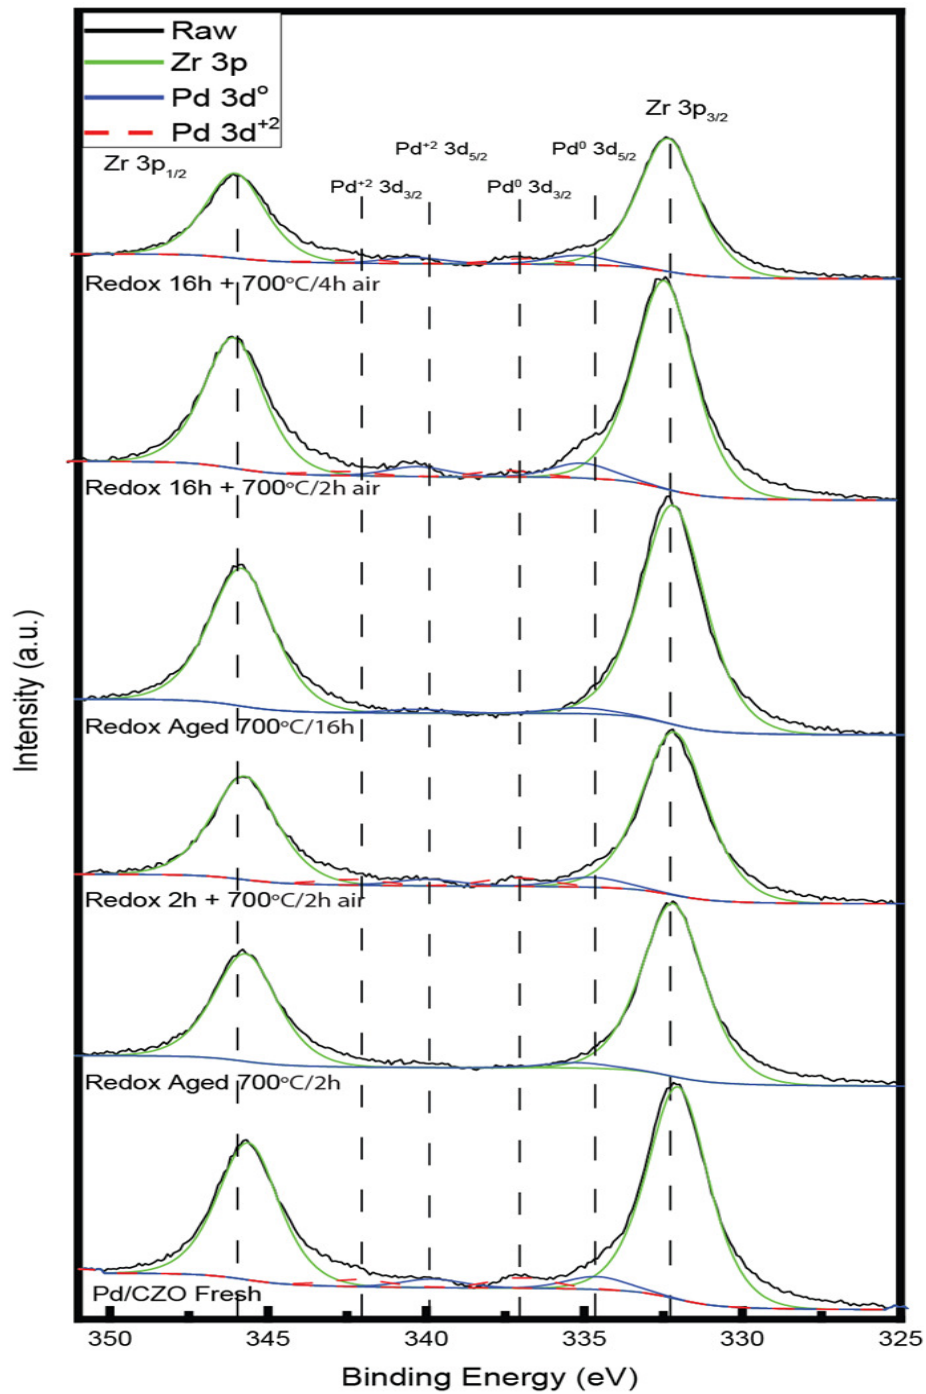 Raw
Zr 3p
Pd 3d⁰
Pd 3d⁺²
Zr 3p₃/₂
Pd⁺² 3d₅/₂
Pd⁰ 3d₅/₂
Zr 3p₁/₂
Pd⁺² 3d₃/₂
Pd⁰ 3d₃/₂
Redox 16h + 700°C/4h air
Redox 16h + 700°C/2h air
Redox Aged 700°C/16h
Redox 2h + 700°C/2h air
Redox Aged 700°C/2h
Pd/CZO Fresh
Intensity (a.u.)
350 345 340 335 330 325
Binding Energy (eV)